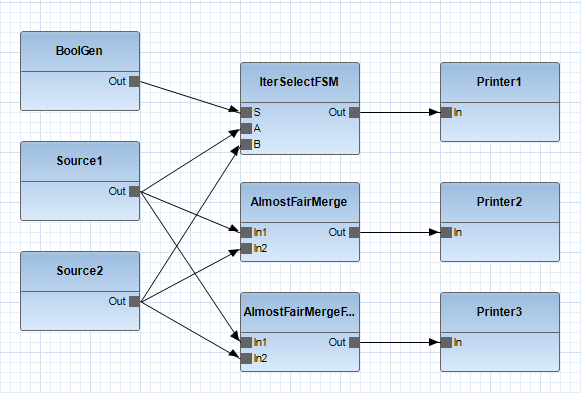 BoolGen
Out
Source1
Out
Source2
Out
IterSelectFSM
S Out
A
B
AlmostFairMerge
In1 Out
In2
AlmostFairMergeF...
In1 Out
In2
Printer1
In
Printer2
In
Printer3
In